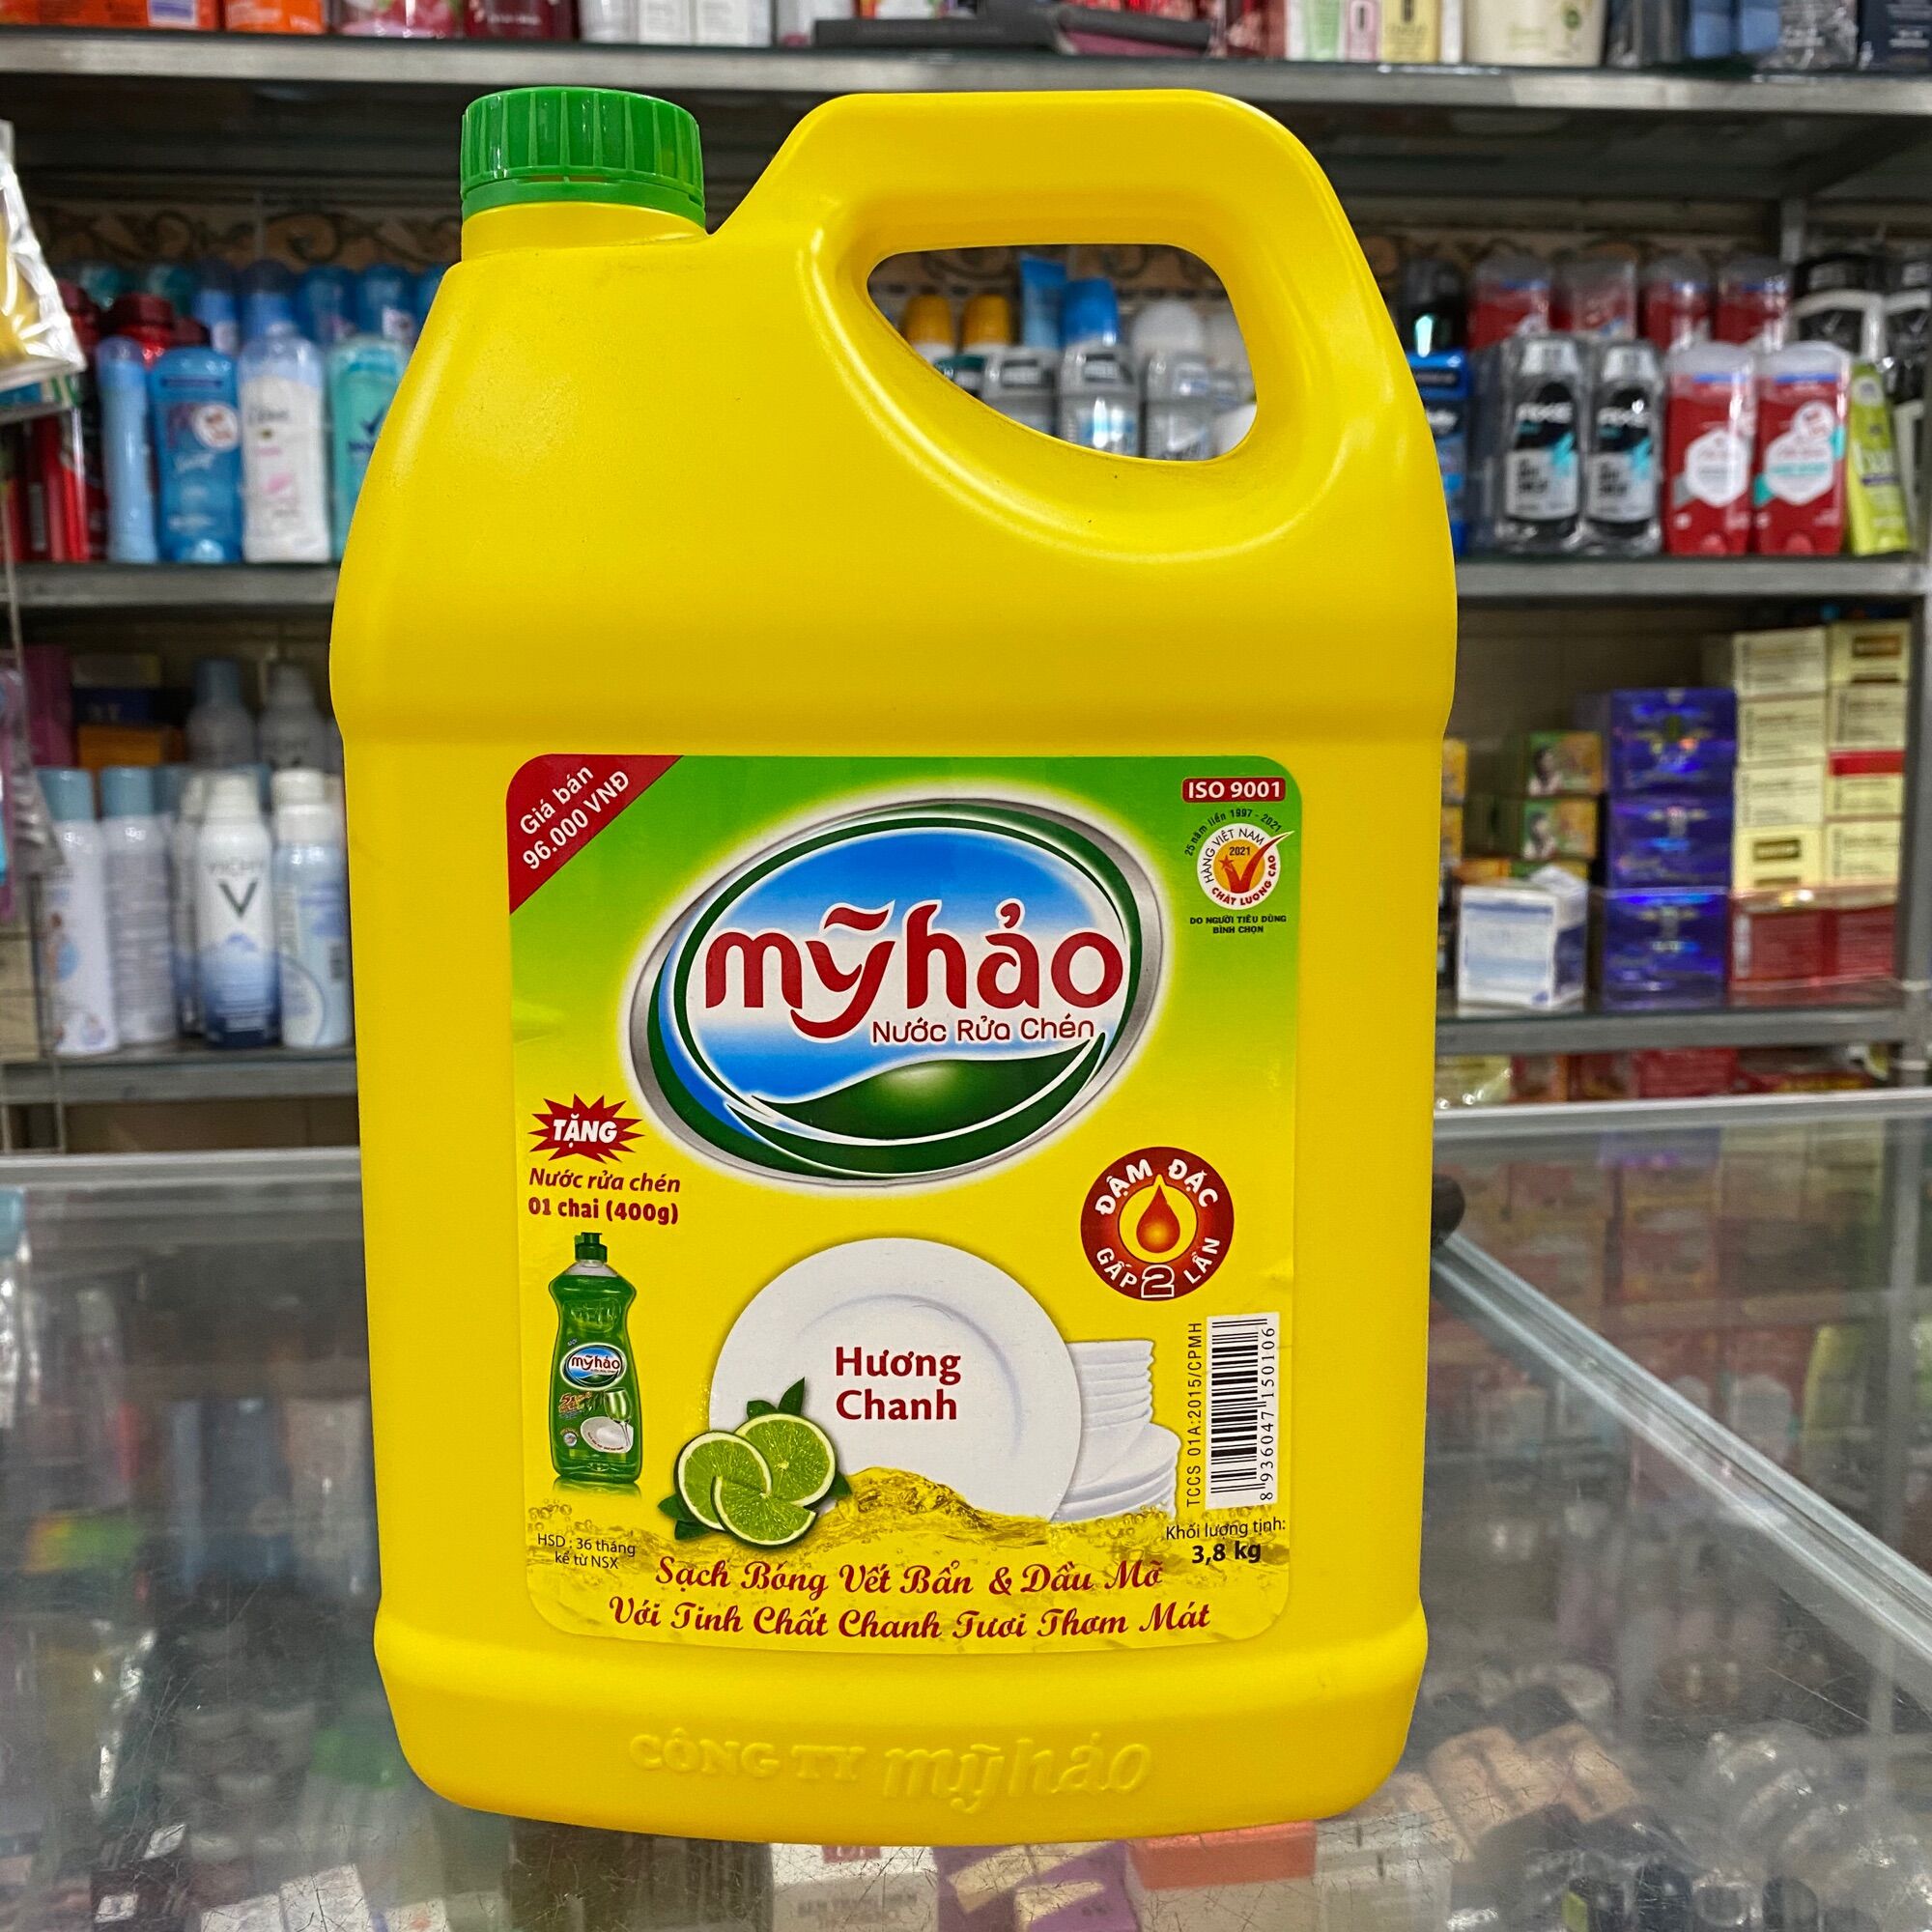 Giá bán
96.000 VNĐ
ISO 9001
25 năm liền 1997 - 2021
HÀNG VIỆT NAM
2021
CHẤT LƯỢNG CAO
DO NGƯỜI TIÊU DÙNG
BÌNH CHỌN
mỹhảo
Nước Rửa Chén
TẶNG
Nước rửa chén
01 chai (400g)
mỹhảo
ĐẬM ĐẶC
GẤP 2 LẦN
Hương
Chanh
TCCS 01A:2015/CPMH
8 936047 150106
HSD : 36 tháng
kể từ NSX
Khối lượng tịnh:
3,8 kg
Sạch Bóng Vết Bẩn & Dầu Mỡ
Với Tinh Chất Chanh Tươi Thơm Mát
CÔNG TY mỹhảo
AXE
AXE
VICHY
V